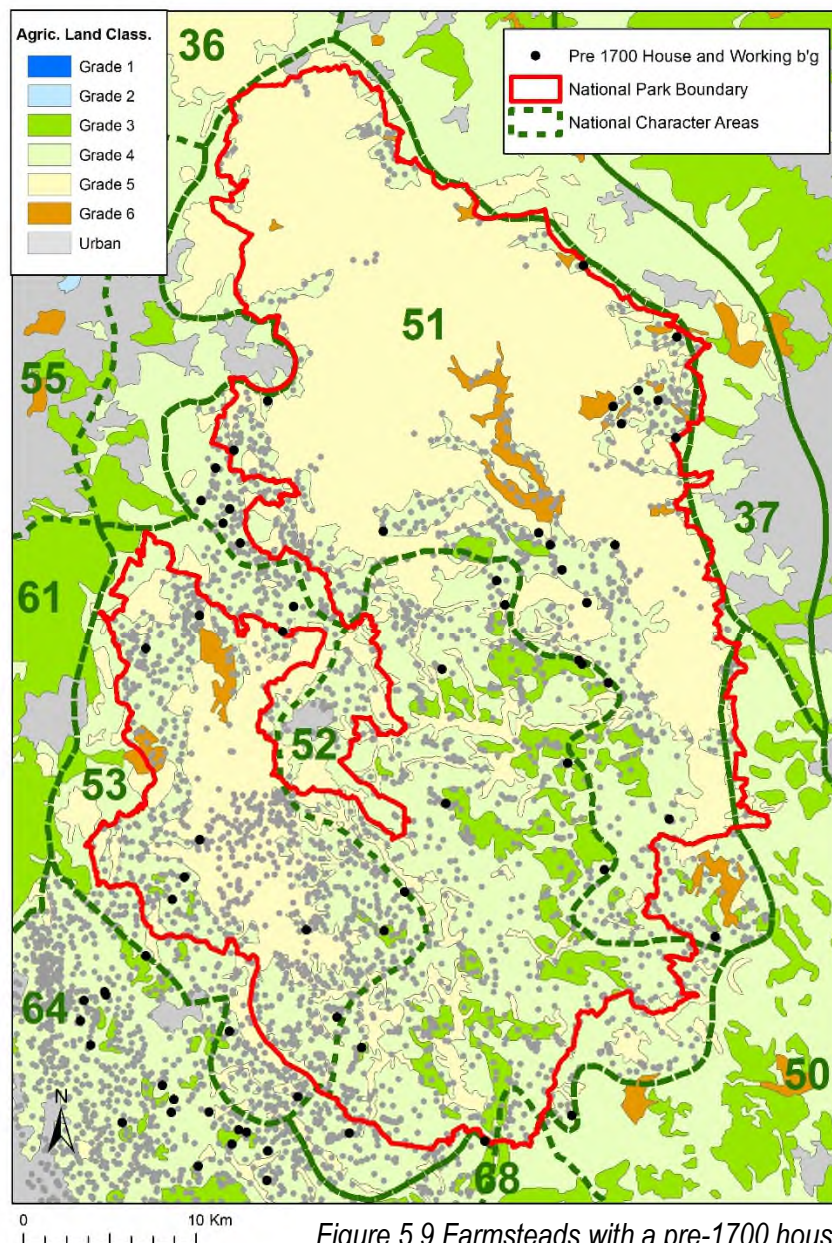 Agric. Land Class.
Grade 1
Grade 2
Grade 3
Grade 4
Grade 5
Grade 6
Urban
Pre 1700 House and Working b'g
National Park Boundary
National Character Areas
36
51
55
37
61
52
53
64
50
68
N
0 10 Km
Figure 5.9 Farmsteads with a pre-1700 hous